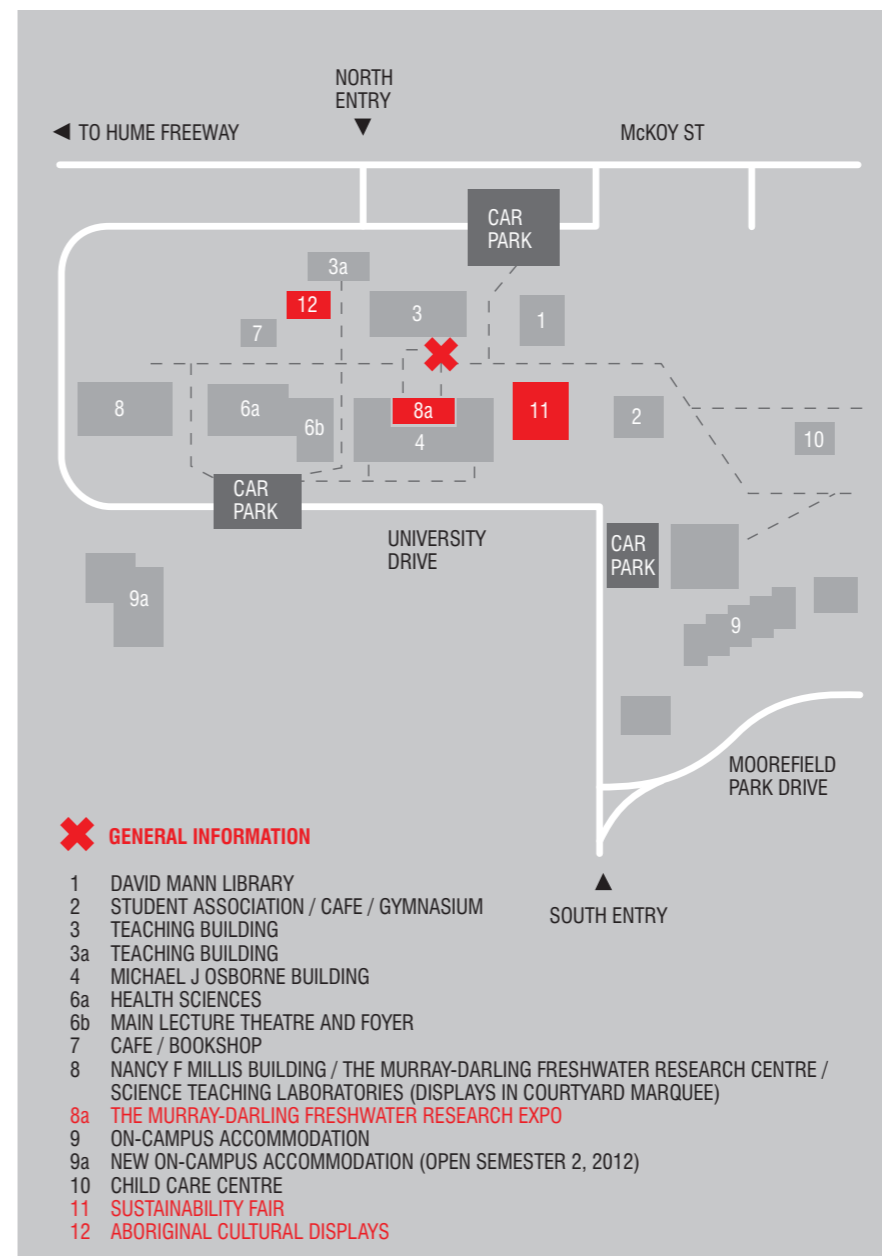 NORTH
ENTRY
TO HUME FREEWAY
McKOY ST
CAR
PARK
3a
12
3
1
7
8
6a
6b
8a
4
11
2
10
CAR
PARK
UNIVERSITY
DRIVE
CAR
PARK
9a
9
MOOREFIELD
PARK DRIVE
SOUTH ENTRY
GENERAL INFORMATION
1 DAVID MANN LIBRARY
2 STUDENT ASSOCIATION / CAFE / GYMNASIUM
3 TEACHING BUILDING
3a TEACHING BUILDING
4 MICHAEL J OSBORNE BUILDING
6a HEALTH SCIENCES
6b MAIN LECTURE THEATRE AND FOYER
7 CAFE / BOOKSHOP
8 NANCY F MILLIS BUILDING / THE MURRAY-DARLING FRESHWATER RESEARCH CENTRE /
SCIENCE TEACHING LABORATORIES (DISPLAYS IN COURTYARD MARQUEE)
8a THE MURRAY-DARLING FRESHWATER RESEARCH EXPO
9 ON-CAMPUS ACCOMMODATION
9a NEW ON-CAMPUS ACCOMMODATION (OPEN SEMESTER 2, 2012)
10 CHILD CARE CENTRE
11 SUSTAINABILITY FAIR
12 ABORIGINAL CULTURAL DISPLAYS